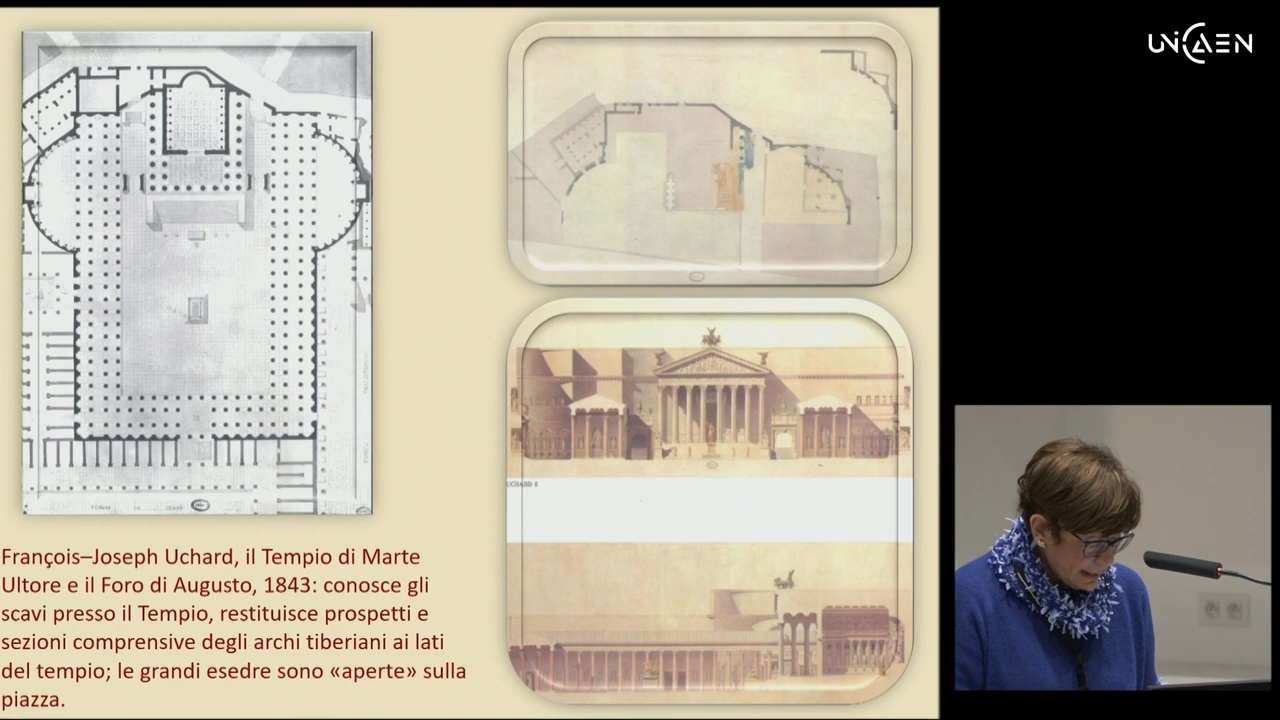 UNICAEN
UCHARD 8
François–Joseph Uchard, il Tempio di Marte
Ultore e il Foro di Augusto, 1843: conosce gli
scavi presso il Tempio, restituisce prospetti e
sezioni comprensive degli archi tiberiani ai lati
del tempio; le grandi esedre sono «aperte» sulla
piazza.